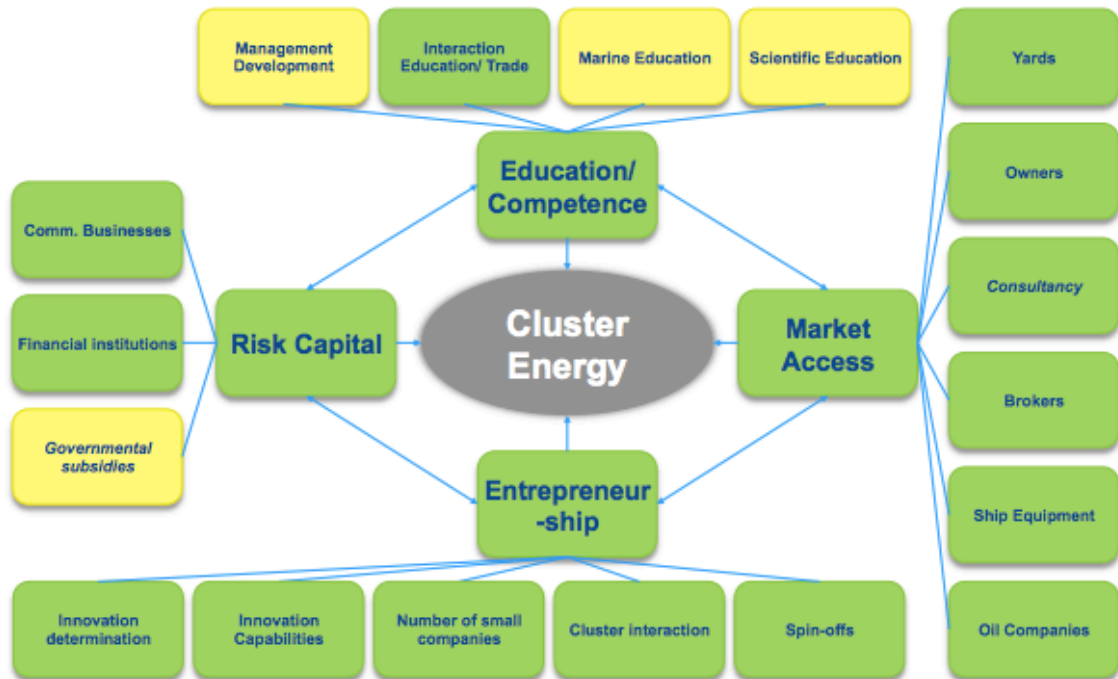 Management
Development
Interaction
Education/ Trade
Marine Education
Scientific Education
Yards
Education/
Competence
Owners
Comm. Businesses
Consultancy
Cluster
Energy
Financial institutions
Risk Capital
Market
Access
Brokers
Governmental
subsidies
Entrepreneur
-ship
Ship Equipment
Innovation
determination
Innovation
Capabilities
Number of small
companies
Cluster interaction
Spin-offs
Oil Companies